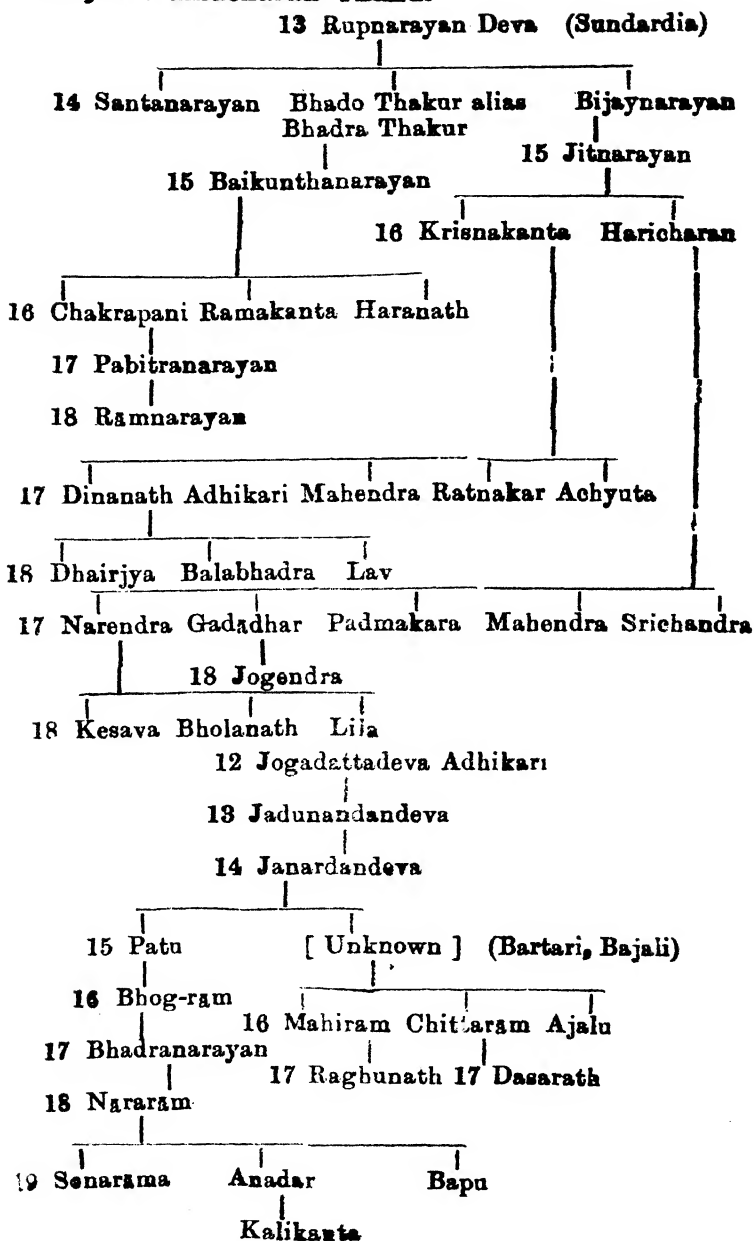 13 Rupnarayan Deva (Sundardia)
14 Santanarayan Bhado Thakur alias Bijaynarayan
Bhadra Thakur
15 Jitnarayan
15 Baikunthanarayan
16 Krisnakanta Haricharan
16 Chakrapani Ramakanta Haranath
17 Pabitranarayan
18 Ramnarayan
17 Dinanath Adhikari Mahendra Ratnakar Achyuta
18 Dhairjya Balabhadra Lav
17 Narendra Gadadhar Padmakara Mahendra Srichandra
18 Jogendra
18 Kesava Bholanath
12 Jogadattadeva Adhikari
13 Jadunandandeva
14 Janardandeva
15 Patu [ Unknown ] (Bartari, Bajali)
16 Bhog-ram
16 Mahiram Chittaram Ajalu
17 Bhadranarayan
17 Raghunath 17 Dasarath
18 Nararam
19 Senarama Anadar Bapu
Kalikanta